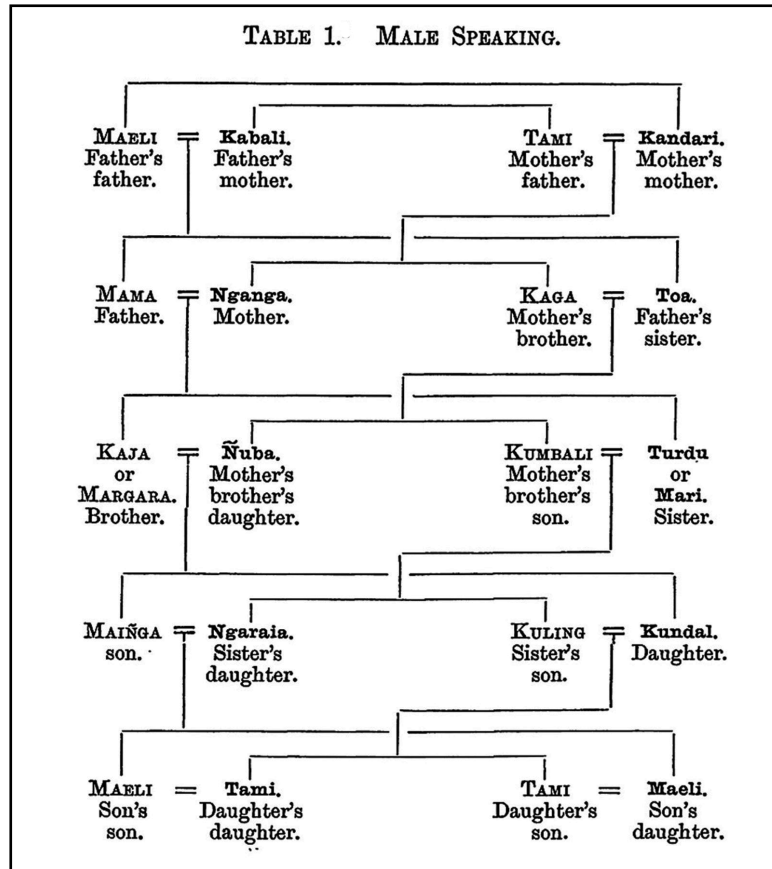 TABLE 1. MALE SPEAKING.
MAELI = Kabali. TAMI = Kandari.
Father's Father's Mother's Mother's
father. mother. father. mother.
MAMA = Nganga. KAGA = Toa.
Father. Mother. Mother's Father's
brother. sister.
KAJA = Ñuba. KUMBALI = Turdu
or Mother's Mother's or
MARGARA. brother's brother's Mari.
Brother. daughter. son. Sister.
MAIÑGA = Ngaraia. KULING = Kundal.
son. Sister's Sister's Daughter.
daughter. son.
MAELI = Tami. TAMI = Maeli.
Son's Daughter's Daughter's Son's
son. daughter. son. daughter.